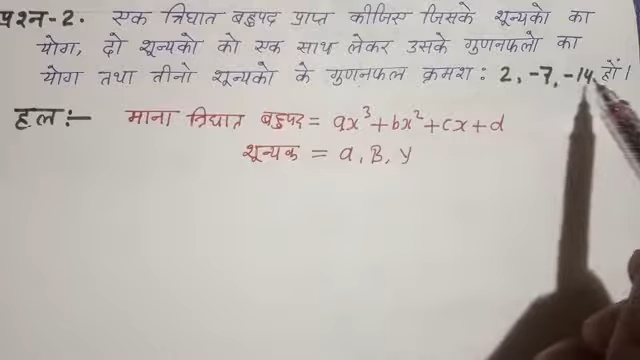 प्रश्न-2. एक त्रिघात बहुपद प्राप्त कीजिए जिसके शून्यको का
योग, दो शून्यको को एक साथ लेकर उसके गुणनफलो का
योग तथा तीनो शून्यको के गुणनफल क्रमश: 2, -7, -14 हों।
हल:- माना त्रिघात बहुपद = ax³+bx²+cx+d
शून्यक = a, B, y